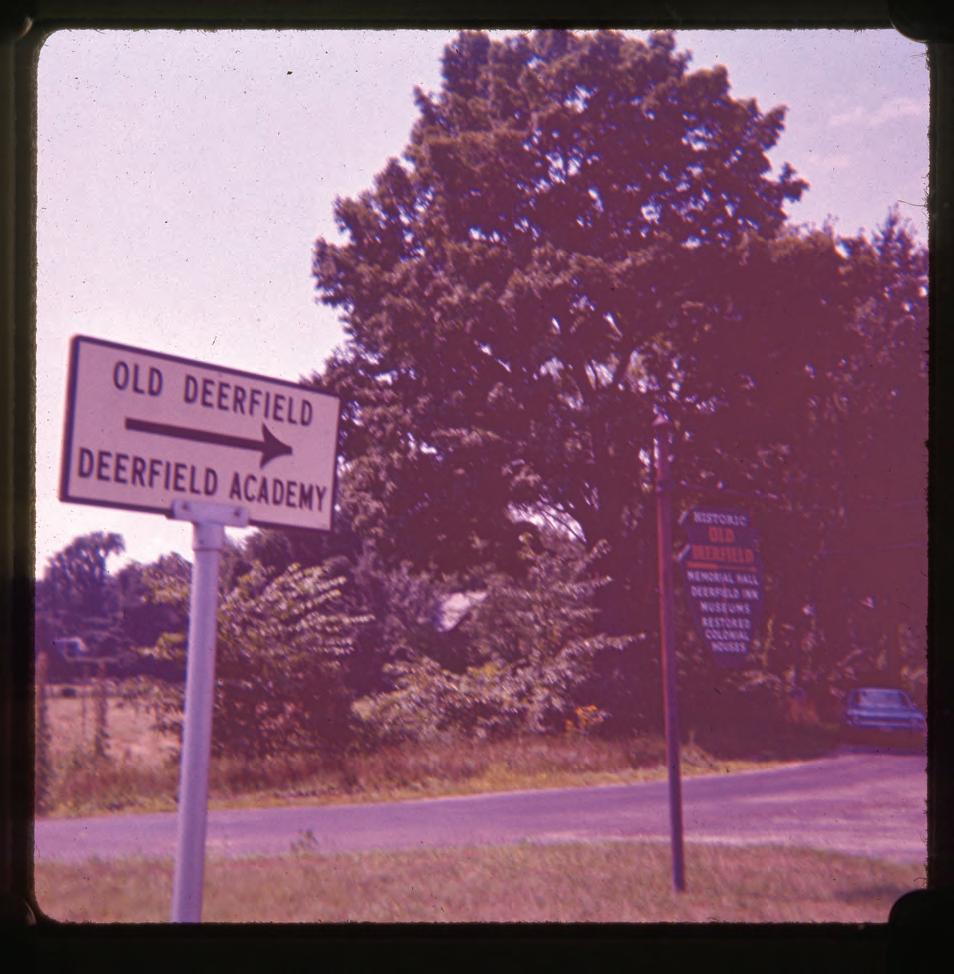 OLD DEERFIELD
DEERFIELD ACADEMY
HISTORIC
OLD
DEERFIELD
MEMORIAL HALL
DEERFIELD INN
MUSEUMS
RESTORED
COLONIAL
HOUSES